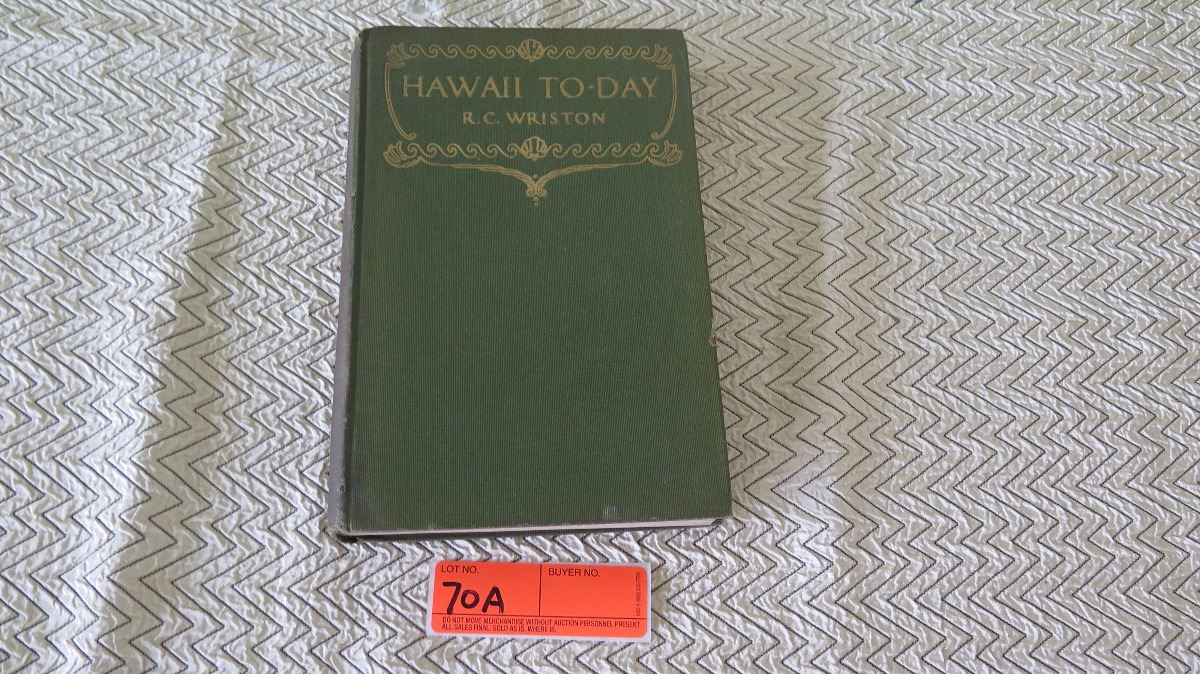 HAWAII TO-DAY
R.C. WRISTON
LOT NO.
70A
BUYER NO.
DO NOT MOVE MERCHANDISE WITHOUT AUCTION PERSONNEL PRESENT
ALL SALES FINAL, SOLD AS IS, WHERE IS.